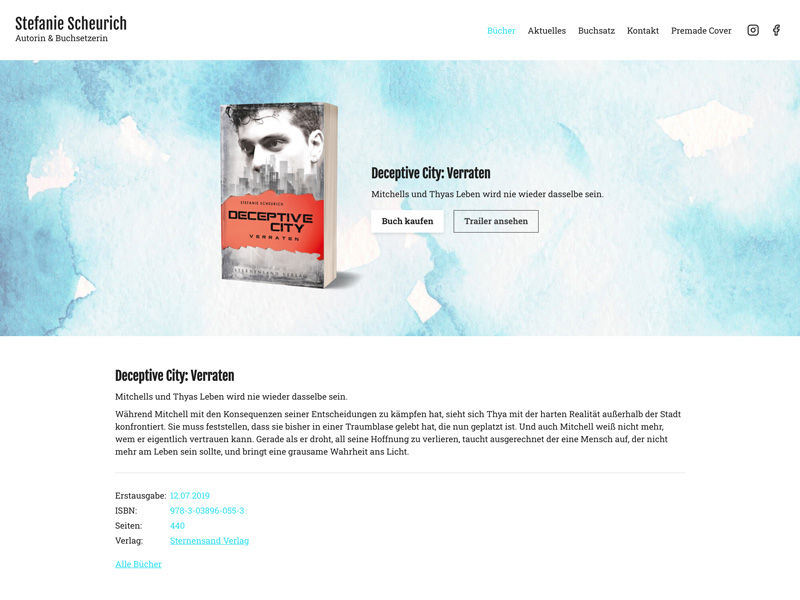 Stefanie Scheurich
Autorin & Buchsetzerin
Bücher Aktuelles Buchsatz Kontakt Premade Cover
STEFANIE SCHEURICH
DECEPTIVE
CITY
VERRATEN
STERNENSAND VERLAG
Deceptive City: Verraten
Mitchells und Thyas Leben wird nie wieder dasselbe sein.
Buch kaufen Trailer ansehen
Deceptive City: Verraten
Mitchells und Thyas Leben wird nie wieder dasselbe sein.
Während Mitchell mit den Konsequenzen seiner Entscheidungen zu kämpfen hat, sieht sich Thya mit der harten Realität außerhalb der Stadt
konfrontiert. Sie muss feststellen, dass sie bisher in einer Traumblase gelebt hat, die nun geplatzt ist. Und auch Mitchell weiß nicht mehr,
wem er eigentlich vertrauen kann. Gerade als er droht, all seine Hoffnung zu verlieren, taucht ausgerechnet der eine Mensch auf, der nicht
mehr am Leben sein sollte, und bringt eine grausame Wahrheit ans Licht.
Erstausgabe: 12.07.2019
ISBN: 978-3-03896-055-3
Seiten: 440
Verlag: Sternensand Verlag
Alle Bücher